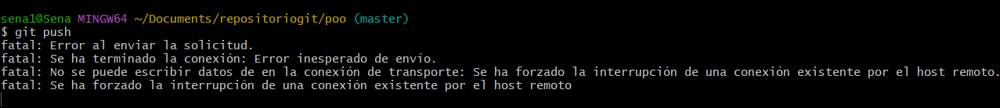 sena1@Sena MINGW64 ~/Documents/repositoriogit/poo (master)
$ git push
fatal: Error al enviar la solicitud.
fatal: Se ha terminado la conexión: Error inesperado de envío.
fatal: No se puede escribir datos de en la conexión de transporte: Se ha forzado la interrupción de una conexión existente por el host remoto.
fatal: Se ha forzado la interrupción de una conexión existente por el host remoto